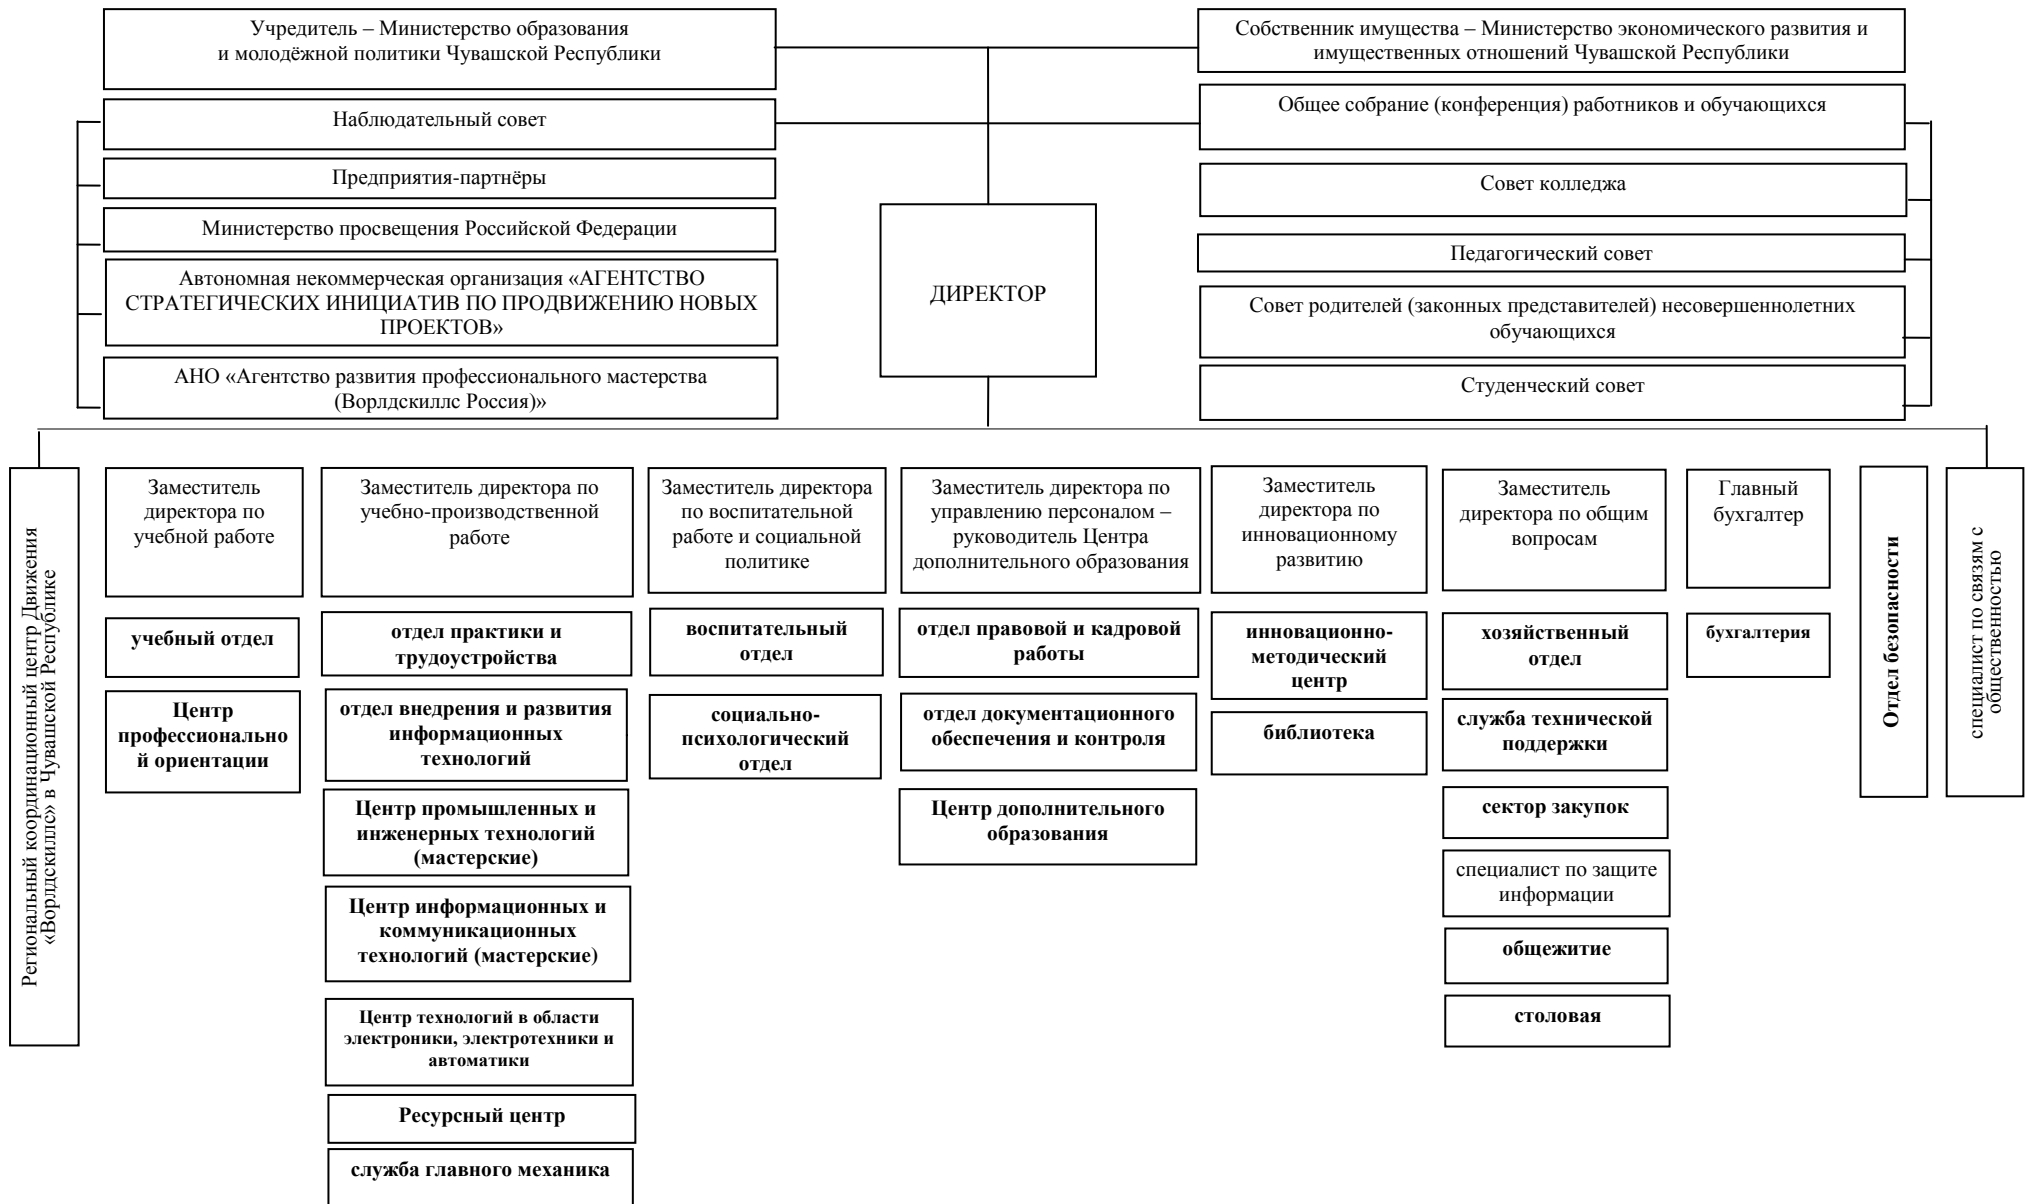 Учредитель – Министерство образования
и молодёжной политики Чувашской Республики
Собственник имущества – Министерство экономического развития и
имущественных отношений Чувашской Республики
Наблюдательный совет
Общее собрание (конференция) работников и обучающихся
Предприятия-партнёры
Совет колледжа
Министерство просвещения Российской Федерации
Педагогический совет
Автономная некоммерческая организация «АГЕНТСТВО
СТРАТЕГИЧЕСКИХ ИНИЦИАТИВ ПО ПРОДВИЖЕНИЮ НОВЫХ
ПРОЕКТОВ»
ДИРЕКТОР
Совет родителей (законных представителей) несовершеннолетних
обучающихся
АНО «Агентство развития профессионального мастерства
(Ворлдскиллс Россия)»
Студенческий совет
Региональный координационный центр Движения
«Ворлдскиллс» в Чувашской Республике
Заместитель
директора по
учебной работе
учебный отдел
Центр
профессионально
й ориентации
Заместитель директора по
учебно-производственной
работе
отдел практики и
трудоустройства
отдел внедрения и развития
информационных
технологий
Центр промышленных и
инженерных технологий
(мастерские)
Центр информационных и
коммуникационных
технологий (мастерские)
Центр технологий в области
электроники, электротехники и
автоматики
Ресурсный центр
служба главного механика
Заместитель директора
по воспитательной
работе и социальной
политике
воспитательный
отдел
социально-
психологический
отдел
Заместитель директора по
управлению персоналом –
руководитель Центра
дополнительного образования
отдел правовой и кадровой
работы
отдел документационного
обеспечения и контроля
Центр дополнительного
образования
Заместитель
директора по
инновационному
развитию
инновационно-
методический
центр
библиотека
Заместитель
директора по общим
вопросам
хозяйственный
отдел
служба технической
поддержки
сектор закупок
специалист по защите
информации
общежитие
столовая
Главный
бухгалтер
бухгалтерия
Отдел безопасности
специалист по связям с
общественностью